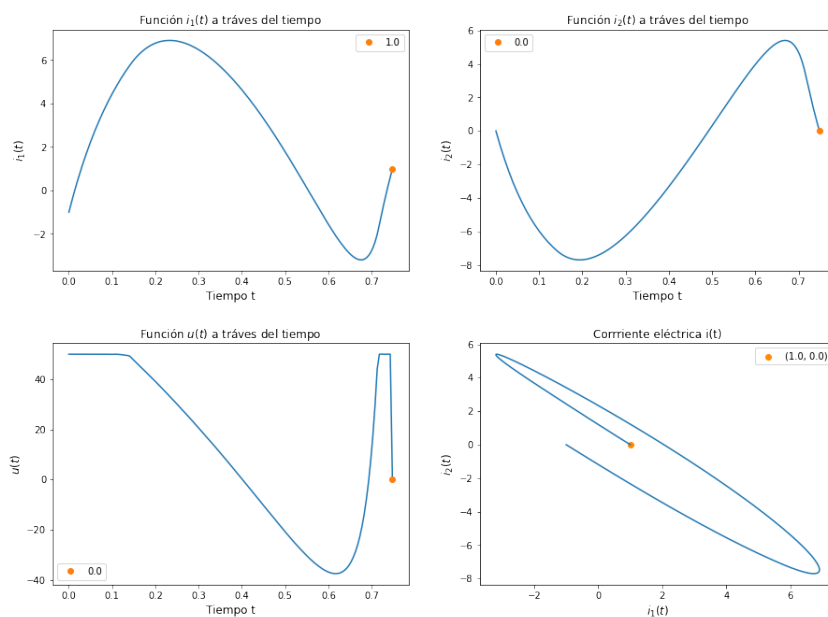 Función i₁(t) a tráves del tiempo
i₁(t)
6
4
2
0
−2
1.0
0.0 0.1 0.2 0.3 0.4 0.5 0.6 0.7
Tiempo t
Función i₂(t) a tráves del tiempo
i₂(t)
6
4
2
0
−2
−4
−6
−8
0.0
0.0 0.1 0.2 0.3 0.4 0.5 0.6 0.7
Tiempo t
Función u(t) a tráves del tiempo
u(t)
40
20
0
−20
−40
0.0
0.0 0.1 0.2 0.3 0.4 0.5 0.6 0.7
Tiempo t
Corrriente eléctrica i(t)
i₂(t)
6
4
2
0
−2
−4
−6
−8
(1.0, 0.0)
−2 0 2 4 6
i₁(t)